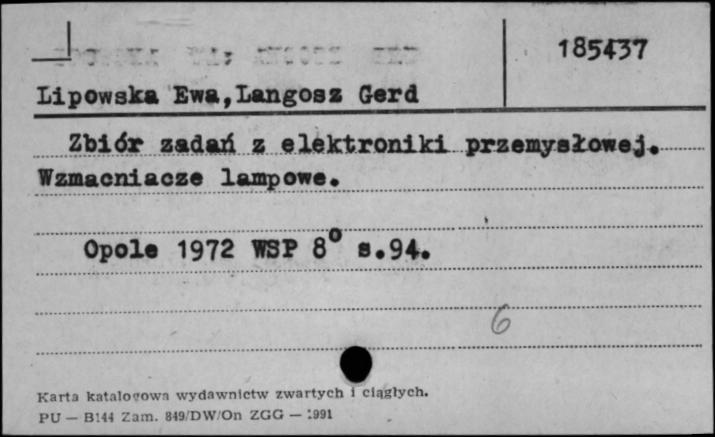 185437
Lipowska Ewa,Langosz Gerd
Zbiór zadań z elektroniki przemysłowej.
Wzmacniacze lampowe.
Opole 1972 WSP 8° s.94.
6
Karta katalogowa wydawnictw zwartych i ciągłych.
PU — B144 Zam. 849/DW/On ZGG — 1991